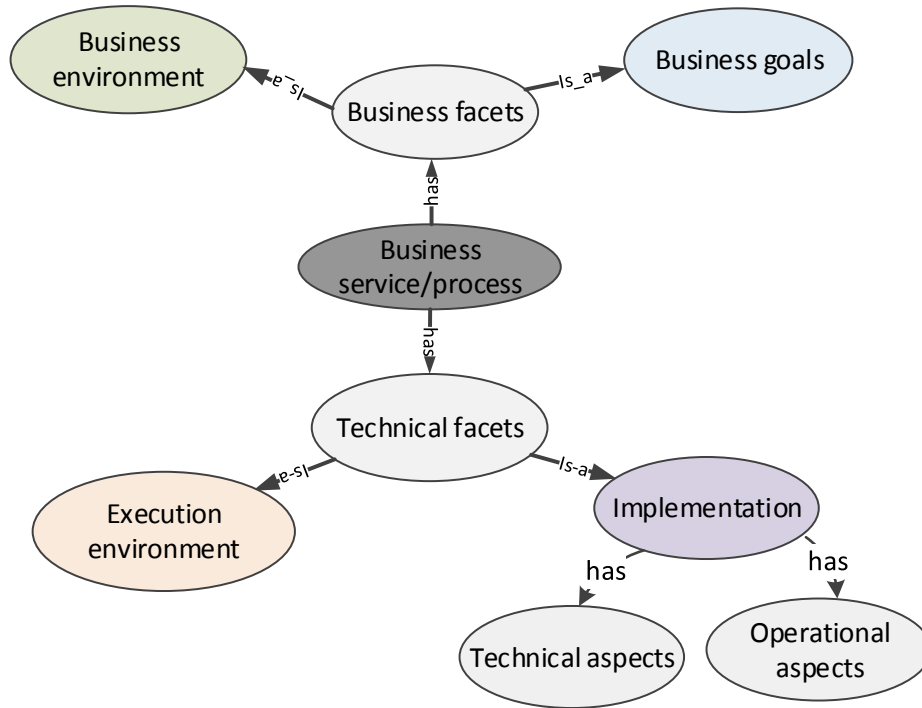 Business
environment
Is_a
Is_a
Business goals
Business facets
has
Business
service/process
has
Technical facets
Is-a
Is-a
Execution
environment
Implementation
has
has
Technical aspects
Operational
aspects